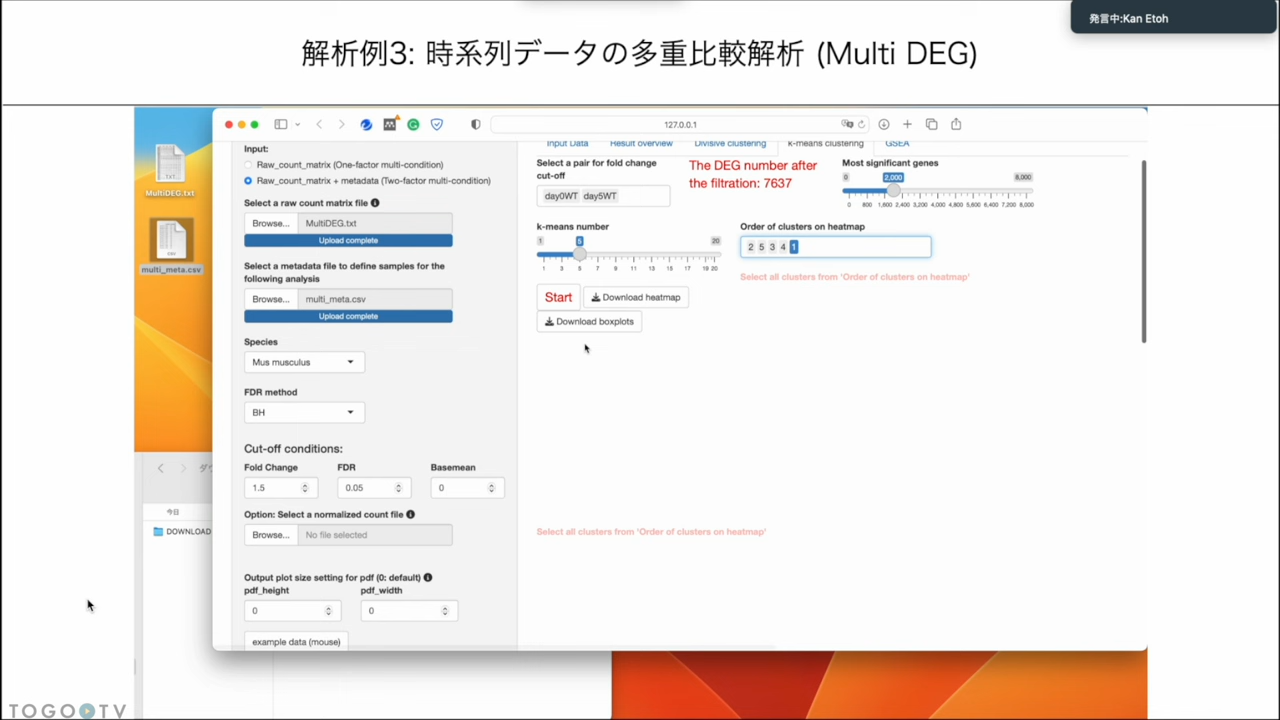 発言中:Kan Etoh
解析例3: 時系列データの多重比較解析 (Multi DEG)
127.0.0.1
MultiDEG.txt
multi_meta.csv
今日
DOWNLOAD
Input:
Raw_count_matrix (One-factor multi-condition)
Raw_count_matrix + metadata (Two-factor multi-condition)
Select a raw count matrix file
Browse... MultiDEG.txt
Upload complete
Select a metadata file to define samples for the
following analysis
Browse... multi_meta.csv
Upload complete
Species
Mus musculus
FDR method
BH
Cut-off conditions:
Fold Change FDR Basemean
1.5 0.05 0
Option: Select a normalized count file
Browse... No file selected
Output plot size setting for pdf (0: default)
pdf_height pdf_width
0 0
example data (mouse)
Input Data Result overview Divisive clustering k-means clustering GSEA
Select a pair for fold change
cut-off
day0WT day5WT
The DEG number after
the filtration: 7637
Most significant genes
0 2,000 8,000
0 800 1,600 2,400 3,200 4,000 4,800 5,600 6,400 7,200 8,000
k-means number
1 5 20
1 3 5 7 9 11 13 15 17 19 20
Order of clusters on heatmap
2 5 3 4 1
Select all clusters from 'Order of clusters on heatmap'
Start Download heatmap
Download boxplots
Select all clusters from 'Order of clusters on heatmap'
TOGO TV